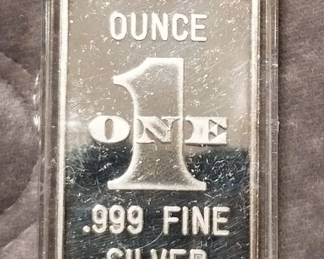 OUNCE
1
ONE
.999 FINE
SILVER